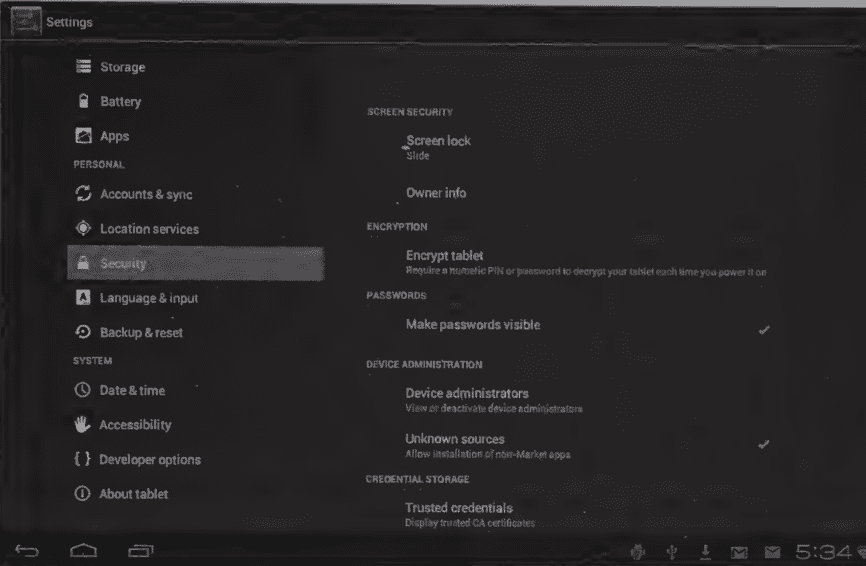 Settings
Storage
Battery
Apps
PERSONAL
Accounts & sync
Location services
Security
Language & input
Backup & reset
SYSTEM
Date & time
Accessibility
Developer options
About tablet
SCREEN SECURITY
Screen lock
Slide
Owner info
ENCRYPTION
Encrypt tablet
Require a numeric PIN or password to decrypt your tablet each time you power it on
PASSWORDS
Make passwords visible
DEVICE ADMINISTRATION
Device administrators
View or deactivate device administrators
Unknown sources
Allow installation of non-Market apps
CREDENTIAL STORAGE
Trusted credentials
Display trusted CA certificates
5:34